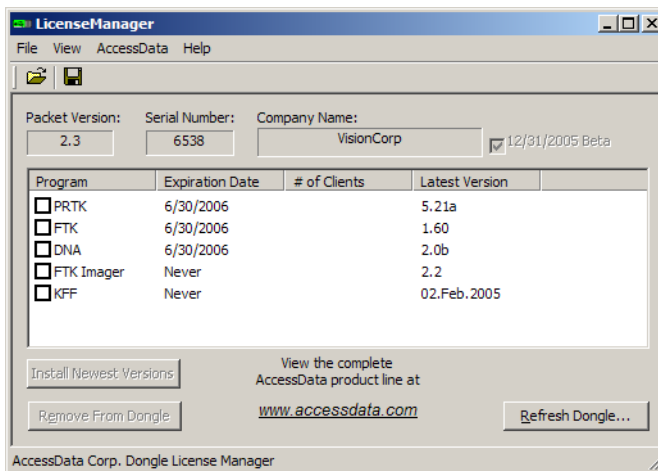 LicenseManager
File View AccessData Help
Packet Version: Serial Number: Company Name:
2.3 6538 VisionCorp 12/31/2005 Beta
Program Expiration Date # of Clients Latest Version
PRTK 6/30/2006 5.21a
FTK 6/30/2006 1.60
DNA 6/30/2006 2.0b
FTK Imager Never 2.2
KFF Never 02.Feb.2005
Install Newest Versions
View the complete
AccessData product line at
Remove From Dongle www.accessdata.com Refresh Dongle...
AccessData Corp. Dongle License Manager